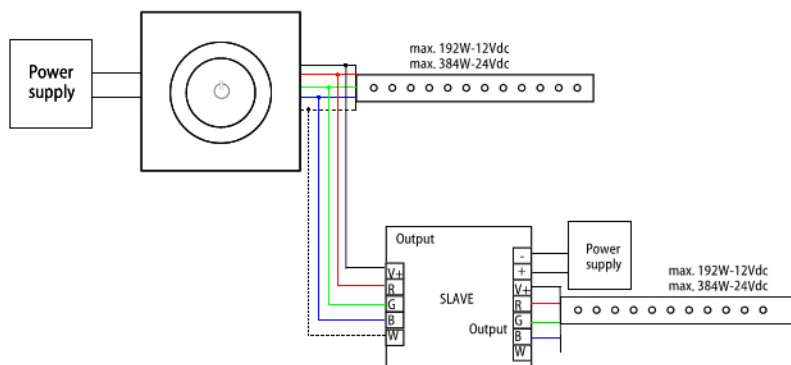 max. 192W-12Vdc
max. 384W-24Vdc
Power
supply
Output
V+
R
G
B
W
SLAVE
Output
-
+
V+
R
G
B
W
Power
supply
max. 192W-12Vdc
max. 384W-24Vdc